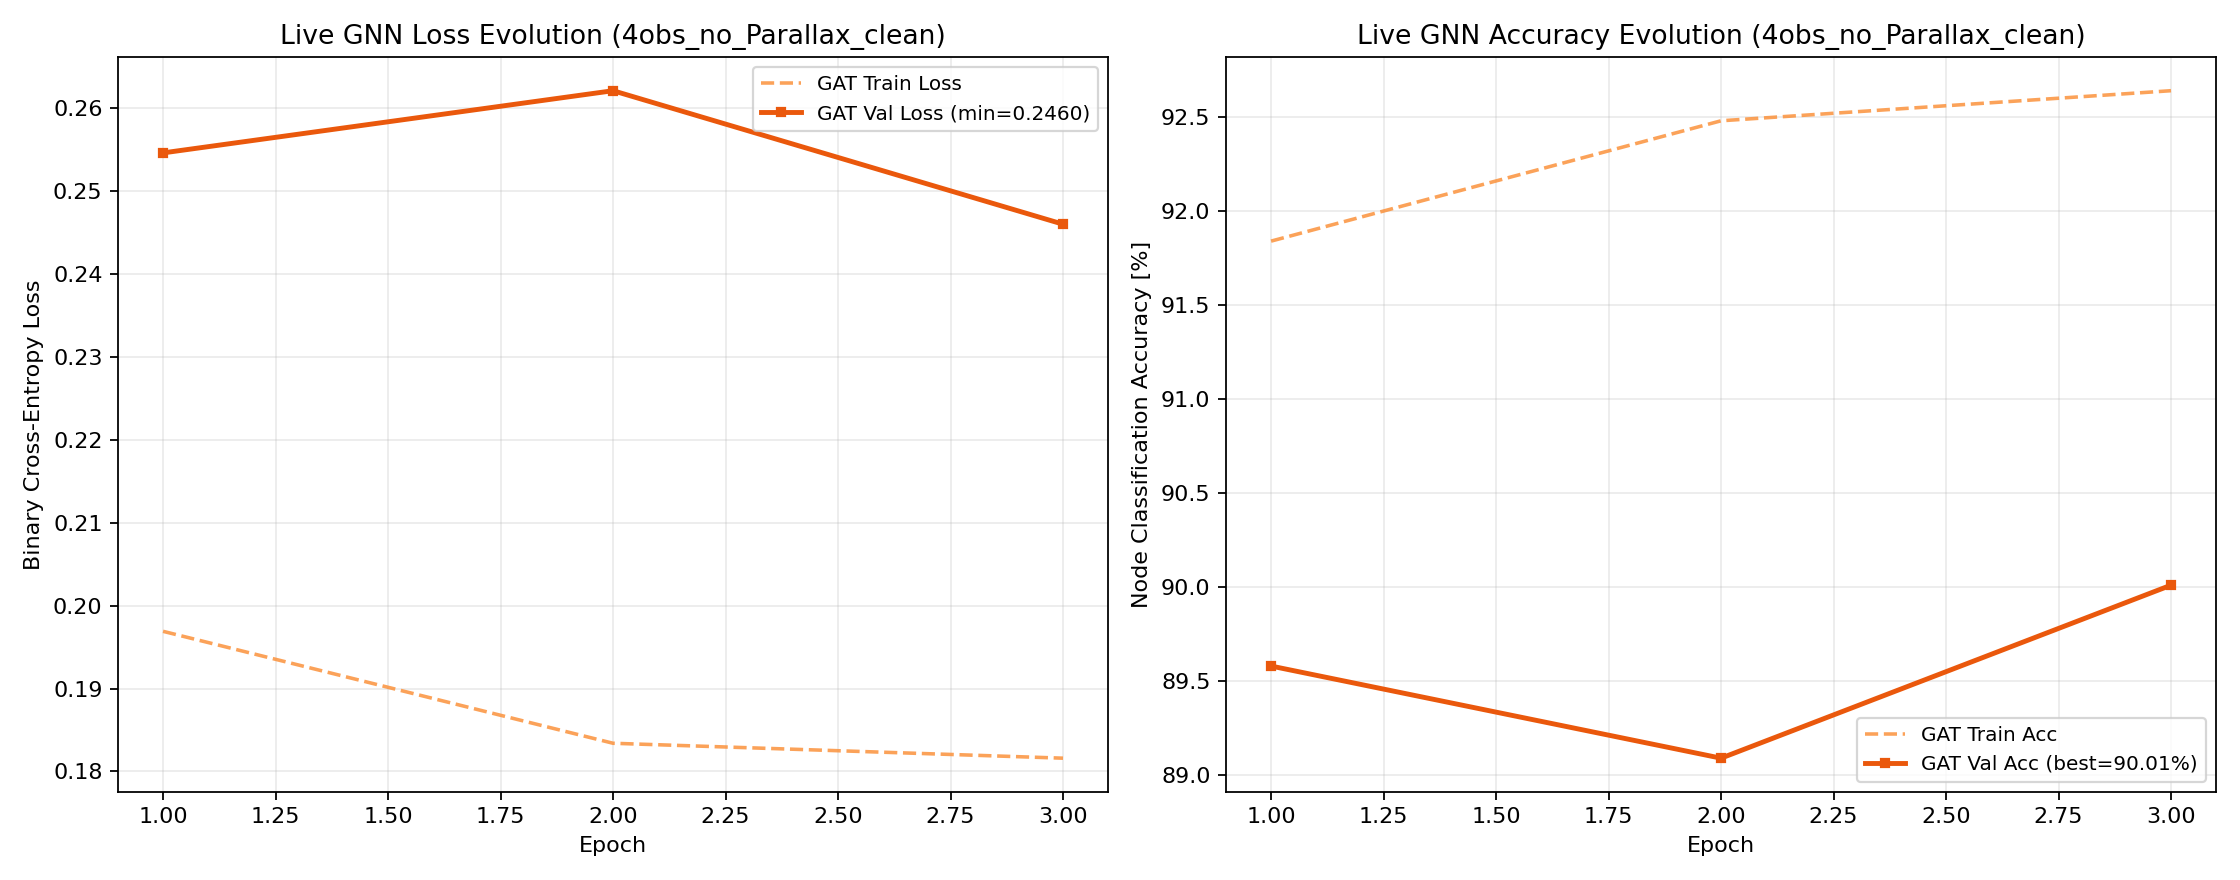 Live GNN Loss Evolution (4obs_no_Parallax_clean)
GAT Train Loss
GAT Val Loss (min=0.2460)
Binary Cross-Entropy Loss
0.26
0.25
0.24
0.23
0.22
0.21
0.20
0.19
0.18
1.00 1.25 1.50 1.75 2.00 2.25 2.50 2.75 3.00
Epoch
Live GNN Accuracy Evolution (4obs_no_Parallax_clean)
Node Classification Accuracy [%]
92.5
92.0
91.5
91.0
90.5
90.0
89.5
89.0
GAT Train Acc
GAT Val Acc (best=90.01%)
1.00 1.25 1.50 1.75 2.00 2.25 2.50 2.75 3.00
Epoch